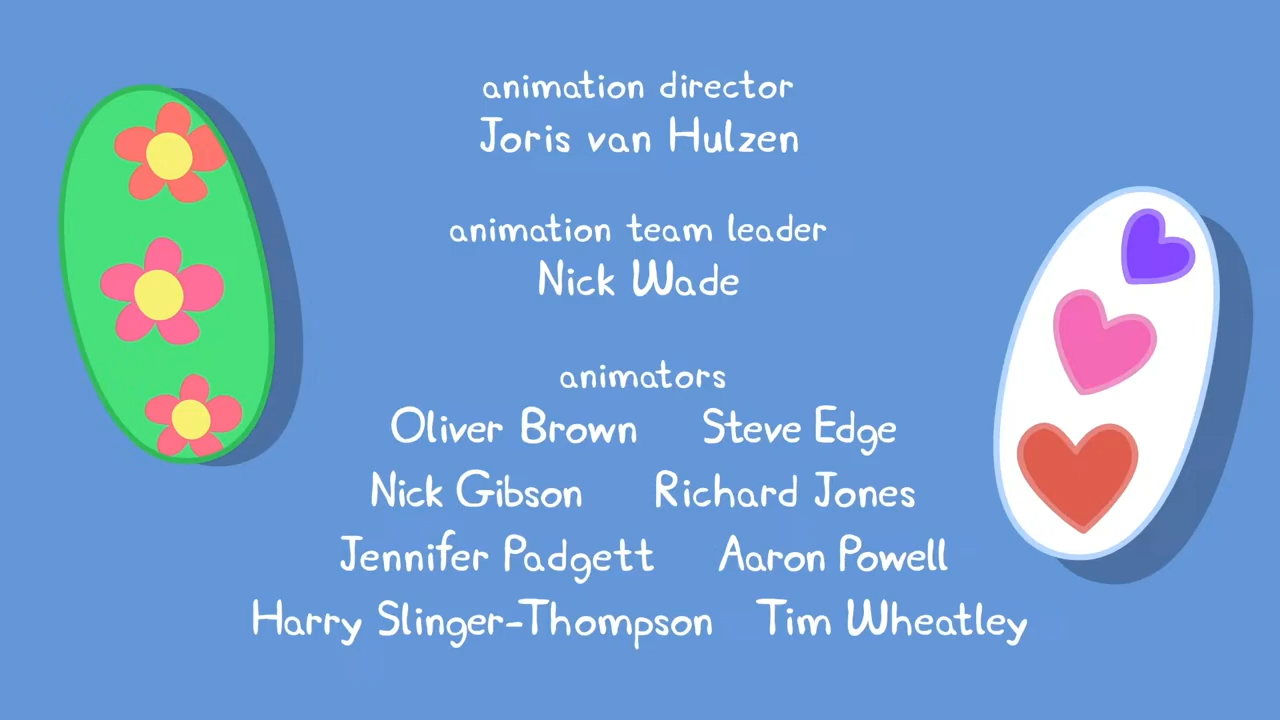 animation director
Joris van Hulzen
animation team leader
Nick Wade
animators
Oliver Brown Steve Edge
Nick Gibson Richard Jones
Jennifer Padgett Aaron Powell
Harry Slinger-Thompson Tim Wheatley